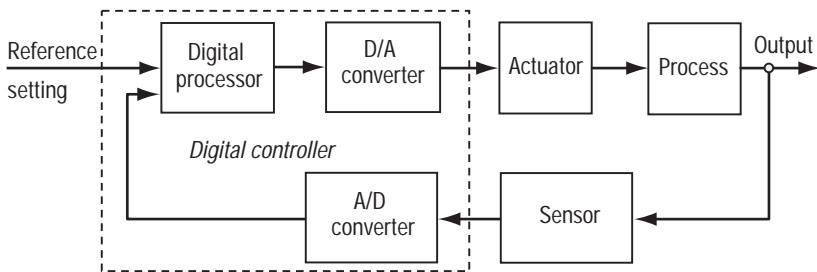 Reference
setting
Digital
processor
D/A
converter
Actuator
Process
Output
Digital controller
A/D
converter
Sensor